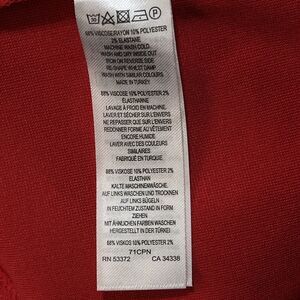 30
P
88% VISCOSE/RAYON 10% POLYESTER
2% ELASTANE
MACHINE WASH COLD
WASH AND DRY INSIDE OUT
IRON ON REVERSE SIDE
RE-SHAPE WHILST DAMP
WASH WITH SIMILAR COLOURS
MADE IN TURKEY
88% VISCOSE 10% POLYESTER 2%
ÉLASTHANNE
LAVAGE À FROID EN MACHINE.
LAVER ET SÉCHER SUR L'ENVERS
NE REPASSER QUE SUR L'ENVERS
REDONNER FORME AU VÊTEMENT
ENCORE HUMIDE
LAVER AVEC DES COULEURS
SIMILAIRES
FABRIQUÉ EN TURQUIE.
88% VISKOSE 10% POLYESTER 2%
ELASTHAN
KALTE MASCHINENWÄSCHE.
AUF LINKS WASCHEN UND TROCKNEN
AUF LINKS BÜGELN
IN FEUCHTEM ZUSTAND IN FORM
ZIEHEN
MIT ÄHNLICHEN FARBEN WASCHEN
HERGESTELLT IN DER TÜRKEI
88% VISKOS 10% POLYESTER 2%
71CPN
RN 53372 CA 34338